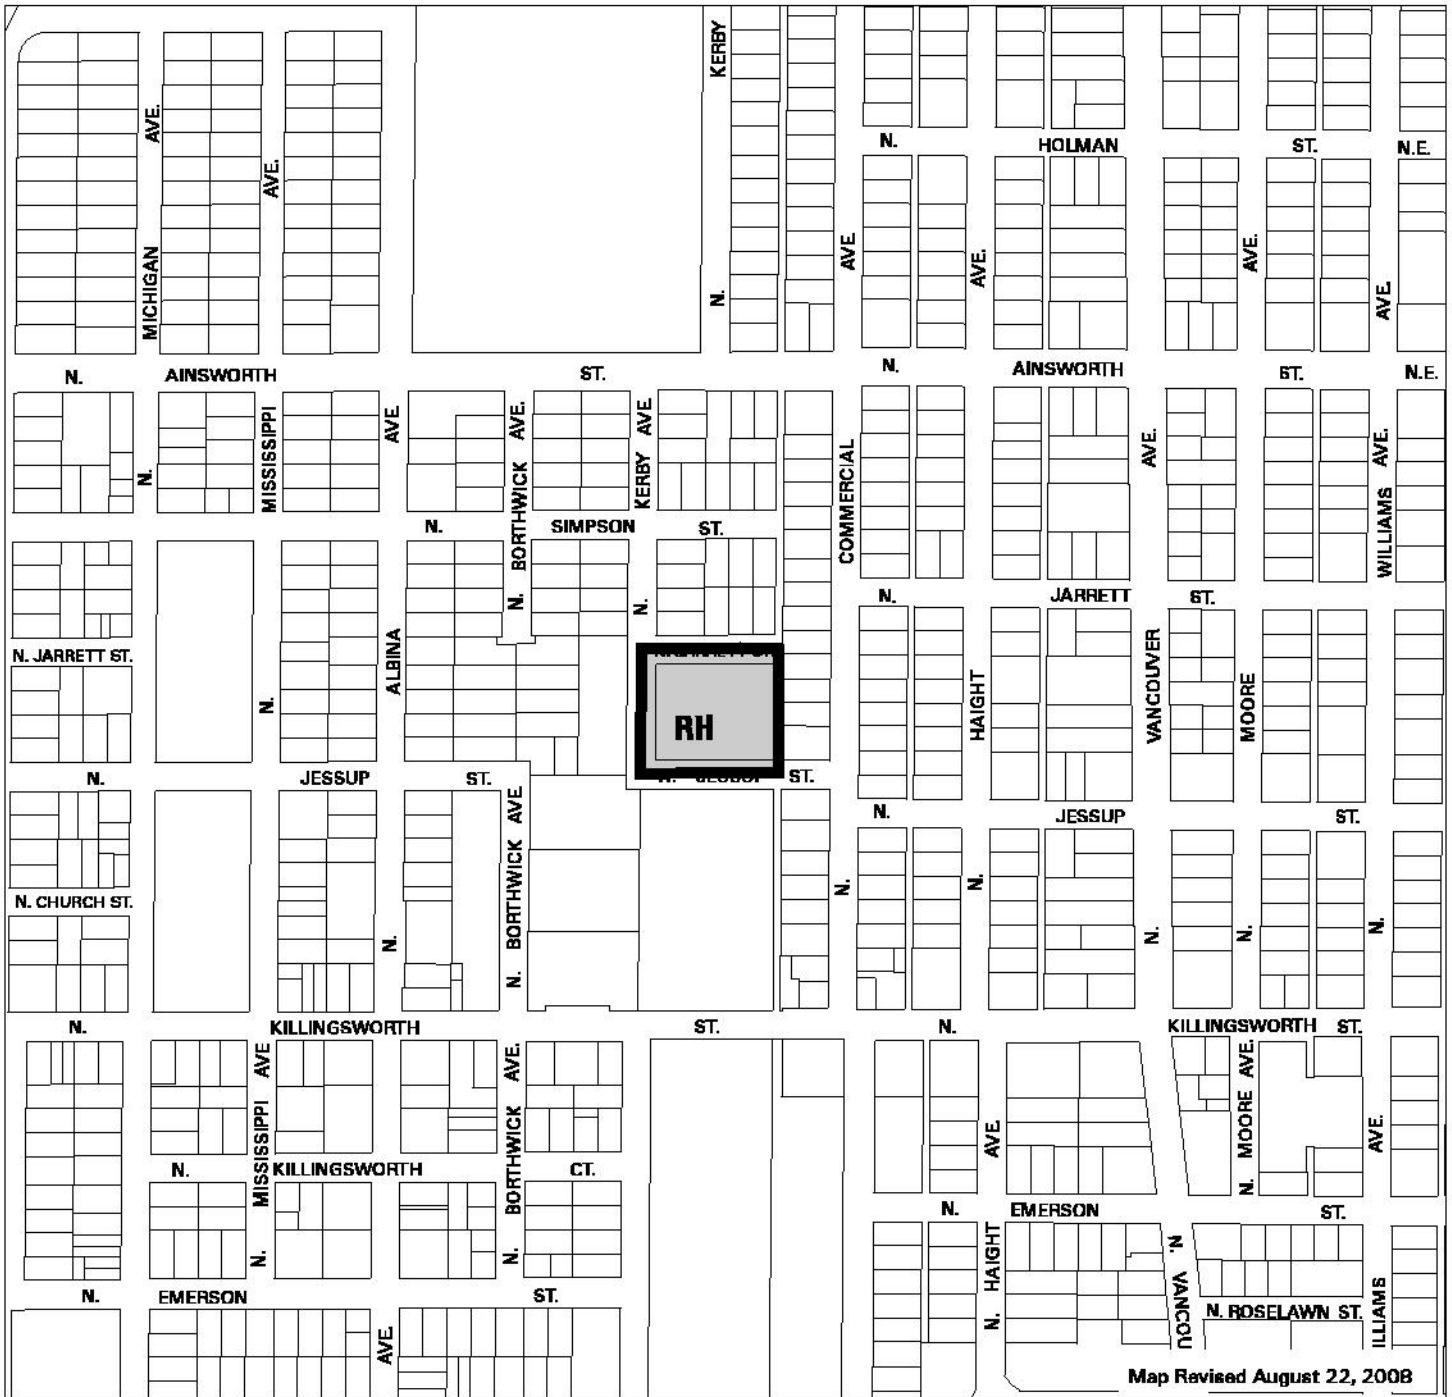 KERBY
AVE.
N. HOLMAN ST. N.E.
AVE.
MICHIGAN
N.
AVE.
AVE.
AVE.
AVE.
N. AINSWORTH ST. N. AINSWORTH ST. N.E.
N.
MISSISSIPPI
AVE.
AVE.
BORTHWICK
N.
AVE.
KERBY
N.
COMMERCIAL
AVE.
AVE.
WILLIAMS
N. SIMPSON ST.
N. JARRETT ST.
N. JARRETT ST.
N.
ALBINA
RH
HAIGHT
VANCOUVER
MOORE
N. JESSUP ST. ST.
N. JESSUP ST.
AVE
BORTHWICK
N.
N. CHURCH ST.
N.
N.
N.
N.
N.
N.
N. KILLINGSWORTH ST. N. KILLINGSWORTH ST.
AVE
MISSISSIPPI
N.
AVE.
BORTHWICK
N.
AVE.
AVE.
MOORE
N.
AVE.
N. KILLINGSWORTH CT.
N. EMERSON ST.
HAIGHT
N.
N. VANCOU
N. EMERSON ST.
N. ROSELAWN ST.
ILLIAMS
AVE.
Map Revised August 22, 2008